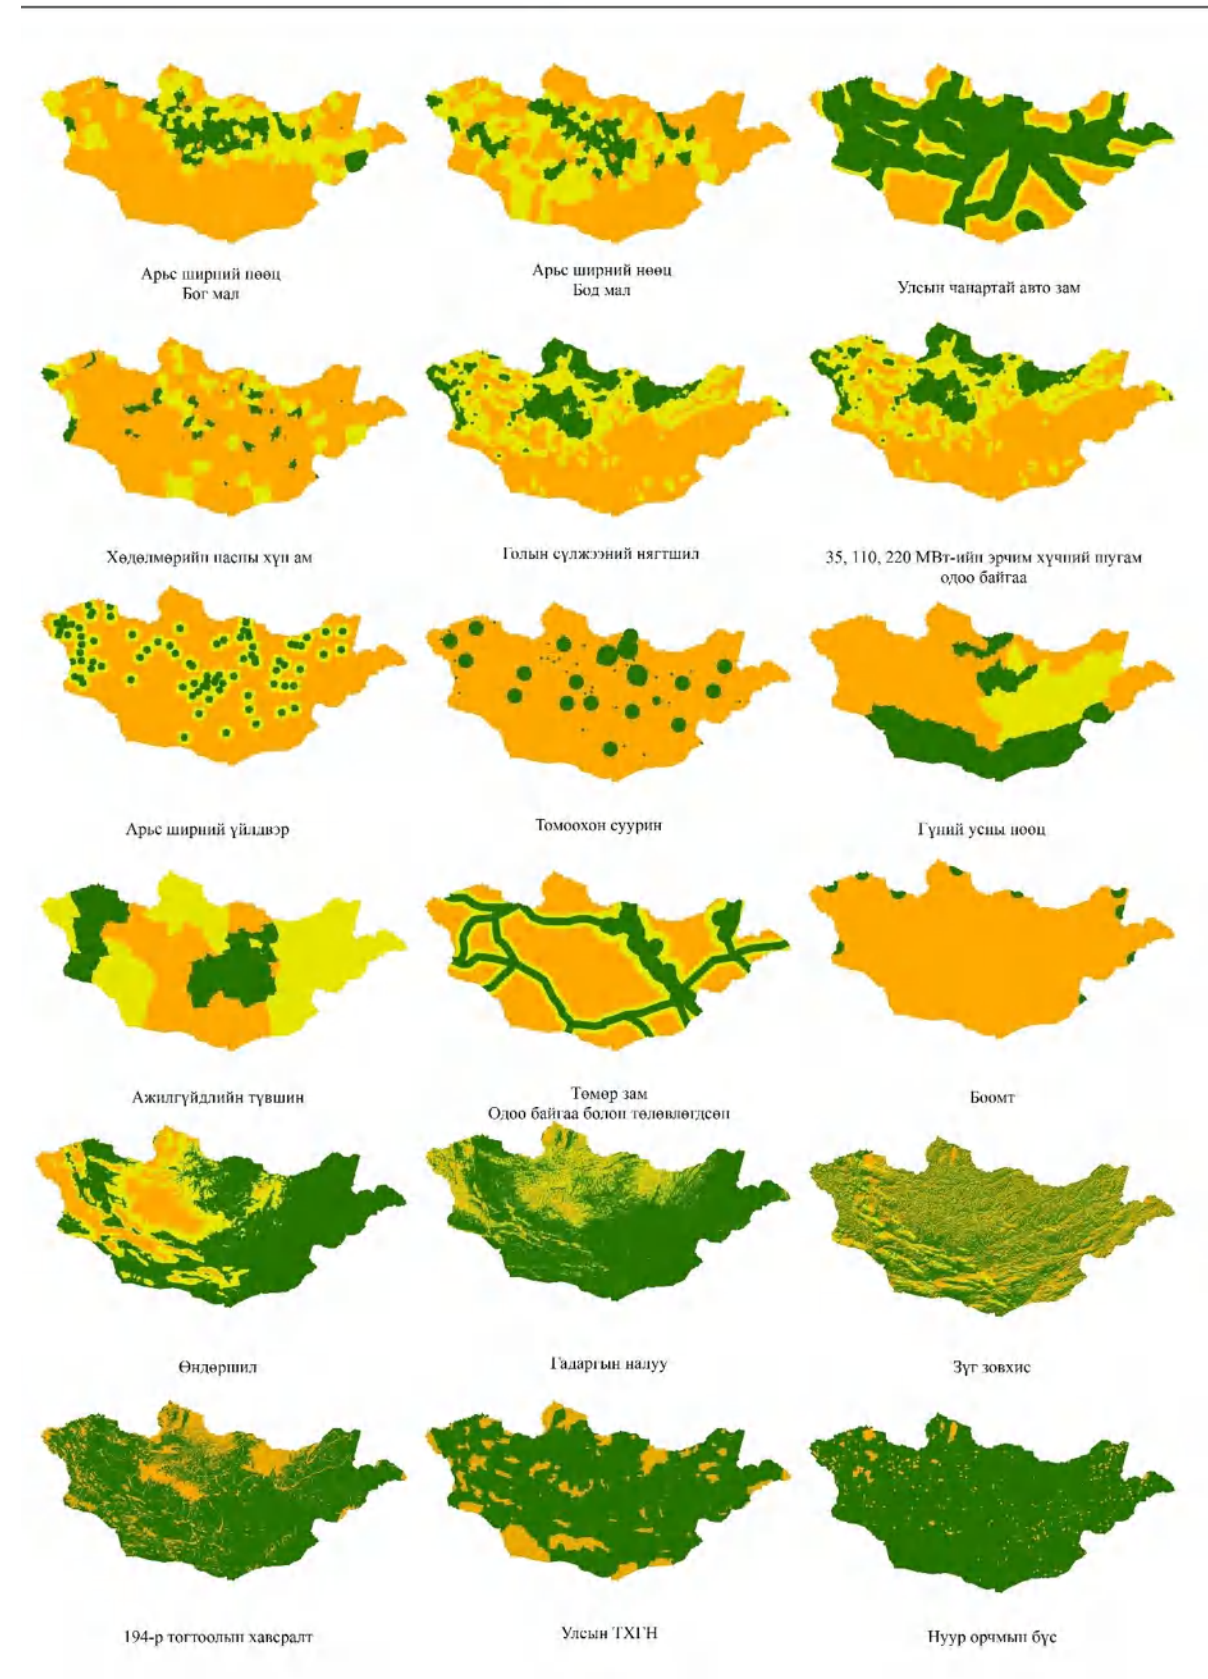 Арьс ширний нөөц
Бог мал
Арьс ширний нөөц
Бод мал
Улсын чанартай авто зам
Хөдөлмөрийн насны хүн ам
Голын сүлжээний нягтшил
35, 110, 220 МВт-ийн эрчим хүчний шугам
одоо байгаа
Арьс ширний үйлдвэр
Томоохон суурин
Гүний усны нөөц
Ажилгүйдлийн түвшин
Төмөр зам
Одоо байгаа болон төлөвлөгдсөн
Боомт
Өндөршил
Гадаргын налуу
Зүг зовхис
194-р тогтоолын хавсралт
Улсын ТХГН
Нуур орчмын бүс